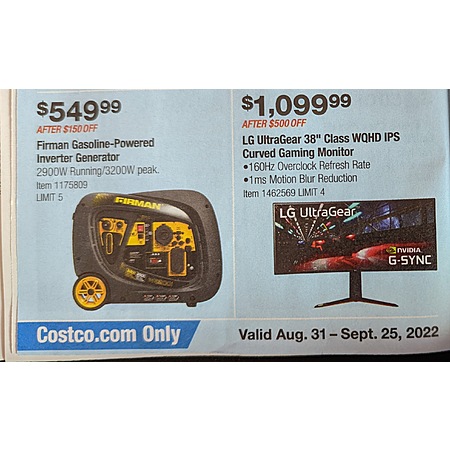 $549.99
AFTER $150 OFF
Firman Gasoline-Powered
Inverter Generator
2900W Running/3200W peak.
Item 1175809
LIMIT 5
FIRMAN
$1,099.99
AFTER $500 OFF
LG UltraGear 38" Class WQHD IPS
Curved Gaming Monitor
•160Hz Overclock Refresh Rate
•1ms Motion Blur Reduction
Item 1462569 LIMIT 4
LG UltraGear
NVIDIA
G-SYNC
Costco.com Only
Valid Aug. 31 – Sept. 25, 2022